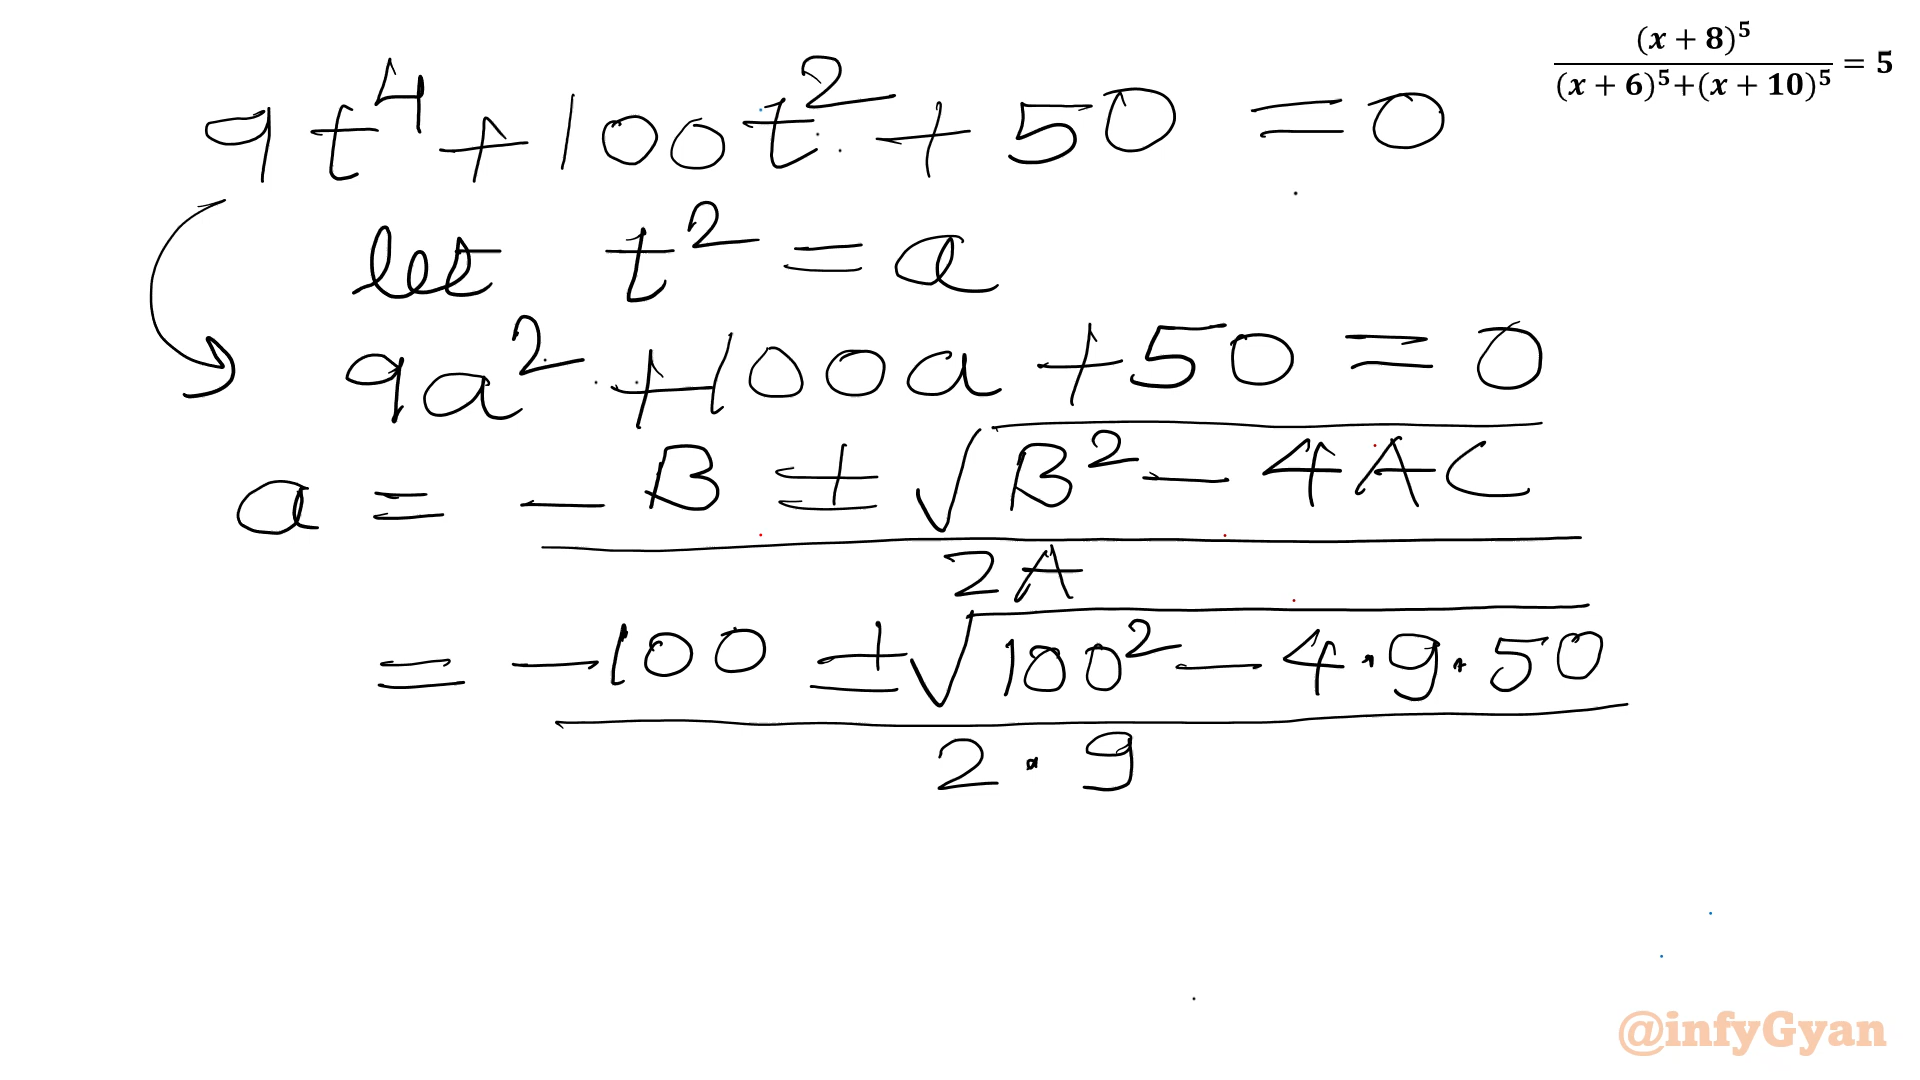 (x + 8)^5 / ((x + 6)^5+(x + 10)^5) = 5
9t^4 + 100t^2 + 50 = 0
let t^2 = a
9a^2 + 100a + 50 = 0
a = (-B ± √(B^2 - 4AC)) / 2A
= (-100 ± √(100^2 - 4·9·50)) / 2·9
@infyGyan